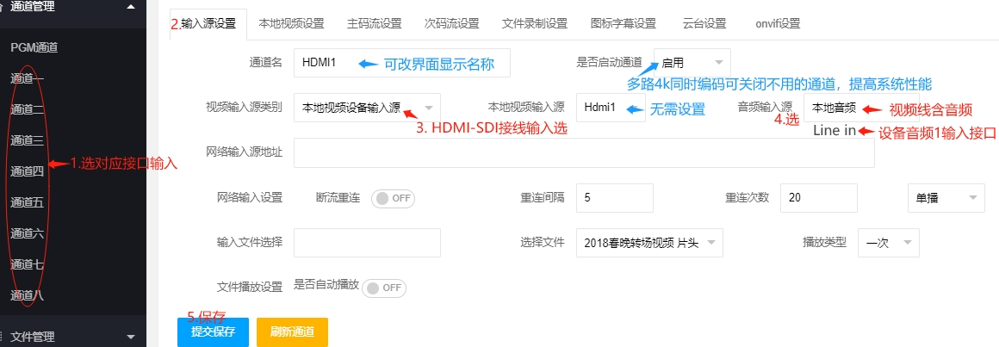 通道管理
PGM通道
通道一
通道二
通道三
通道四
通道五
通道六
通道七
通道八
文件管理
1.选对应接口输入
2.输入源设置 本地视频设置 主码流设置 次码流设置 文件录制设置 图标字幕设置 云台设置 onvif设置
通道名 HDMI1 可改界面显示名称 是否启动通道 启用
多路4k同时编码可关闭不用的通道，提高系统性能
视频输入源类别 本地视频设备输入源 本地视频输入源 Hdmi1 无需设置 音频输入源 本地音频 视频线含音频
3. HDMI-SDI接线输入选 4.选
Line in 设备音频1输入接口
网络输入源地址
网络输入设置 断流重连 OFF 重连间隔 5 重连次数 20 单播
输入文件选择 选择文件 2018春晚转场视频 片头 播放类型 一次
文件播放设置 是否自动播放 OFF
5.保存
提交保存 刷新通道